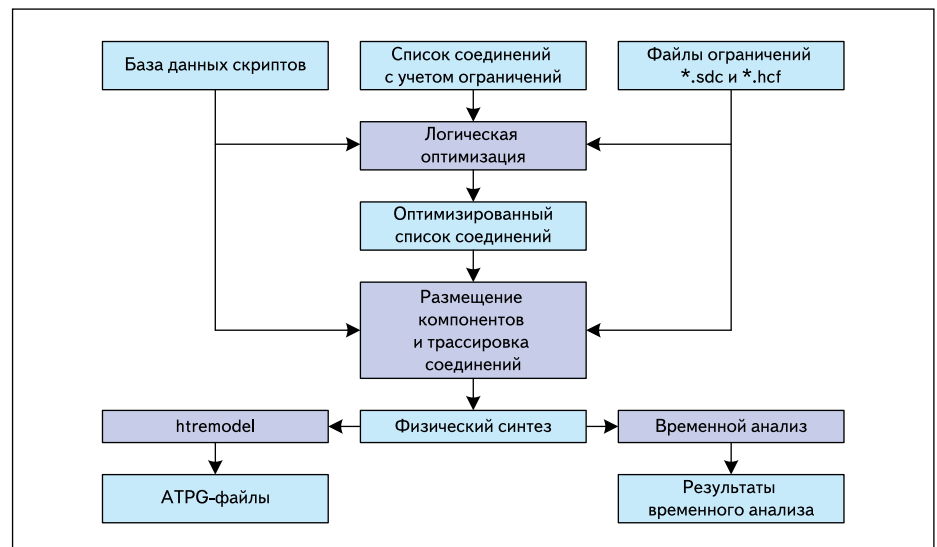 База данных скриптов
Список соединений
с учетом ограничений
Файлы ограничений
*.sdc и *.hcf
Логическая
оптимизация
Оптимизированный
список соединений
Размещение
компонентов
и трассировка
соединений
htremodel
Физический синтез
Временной анализ
ATPG-файлы
Результаты
временного анализа